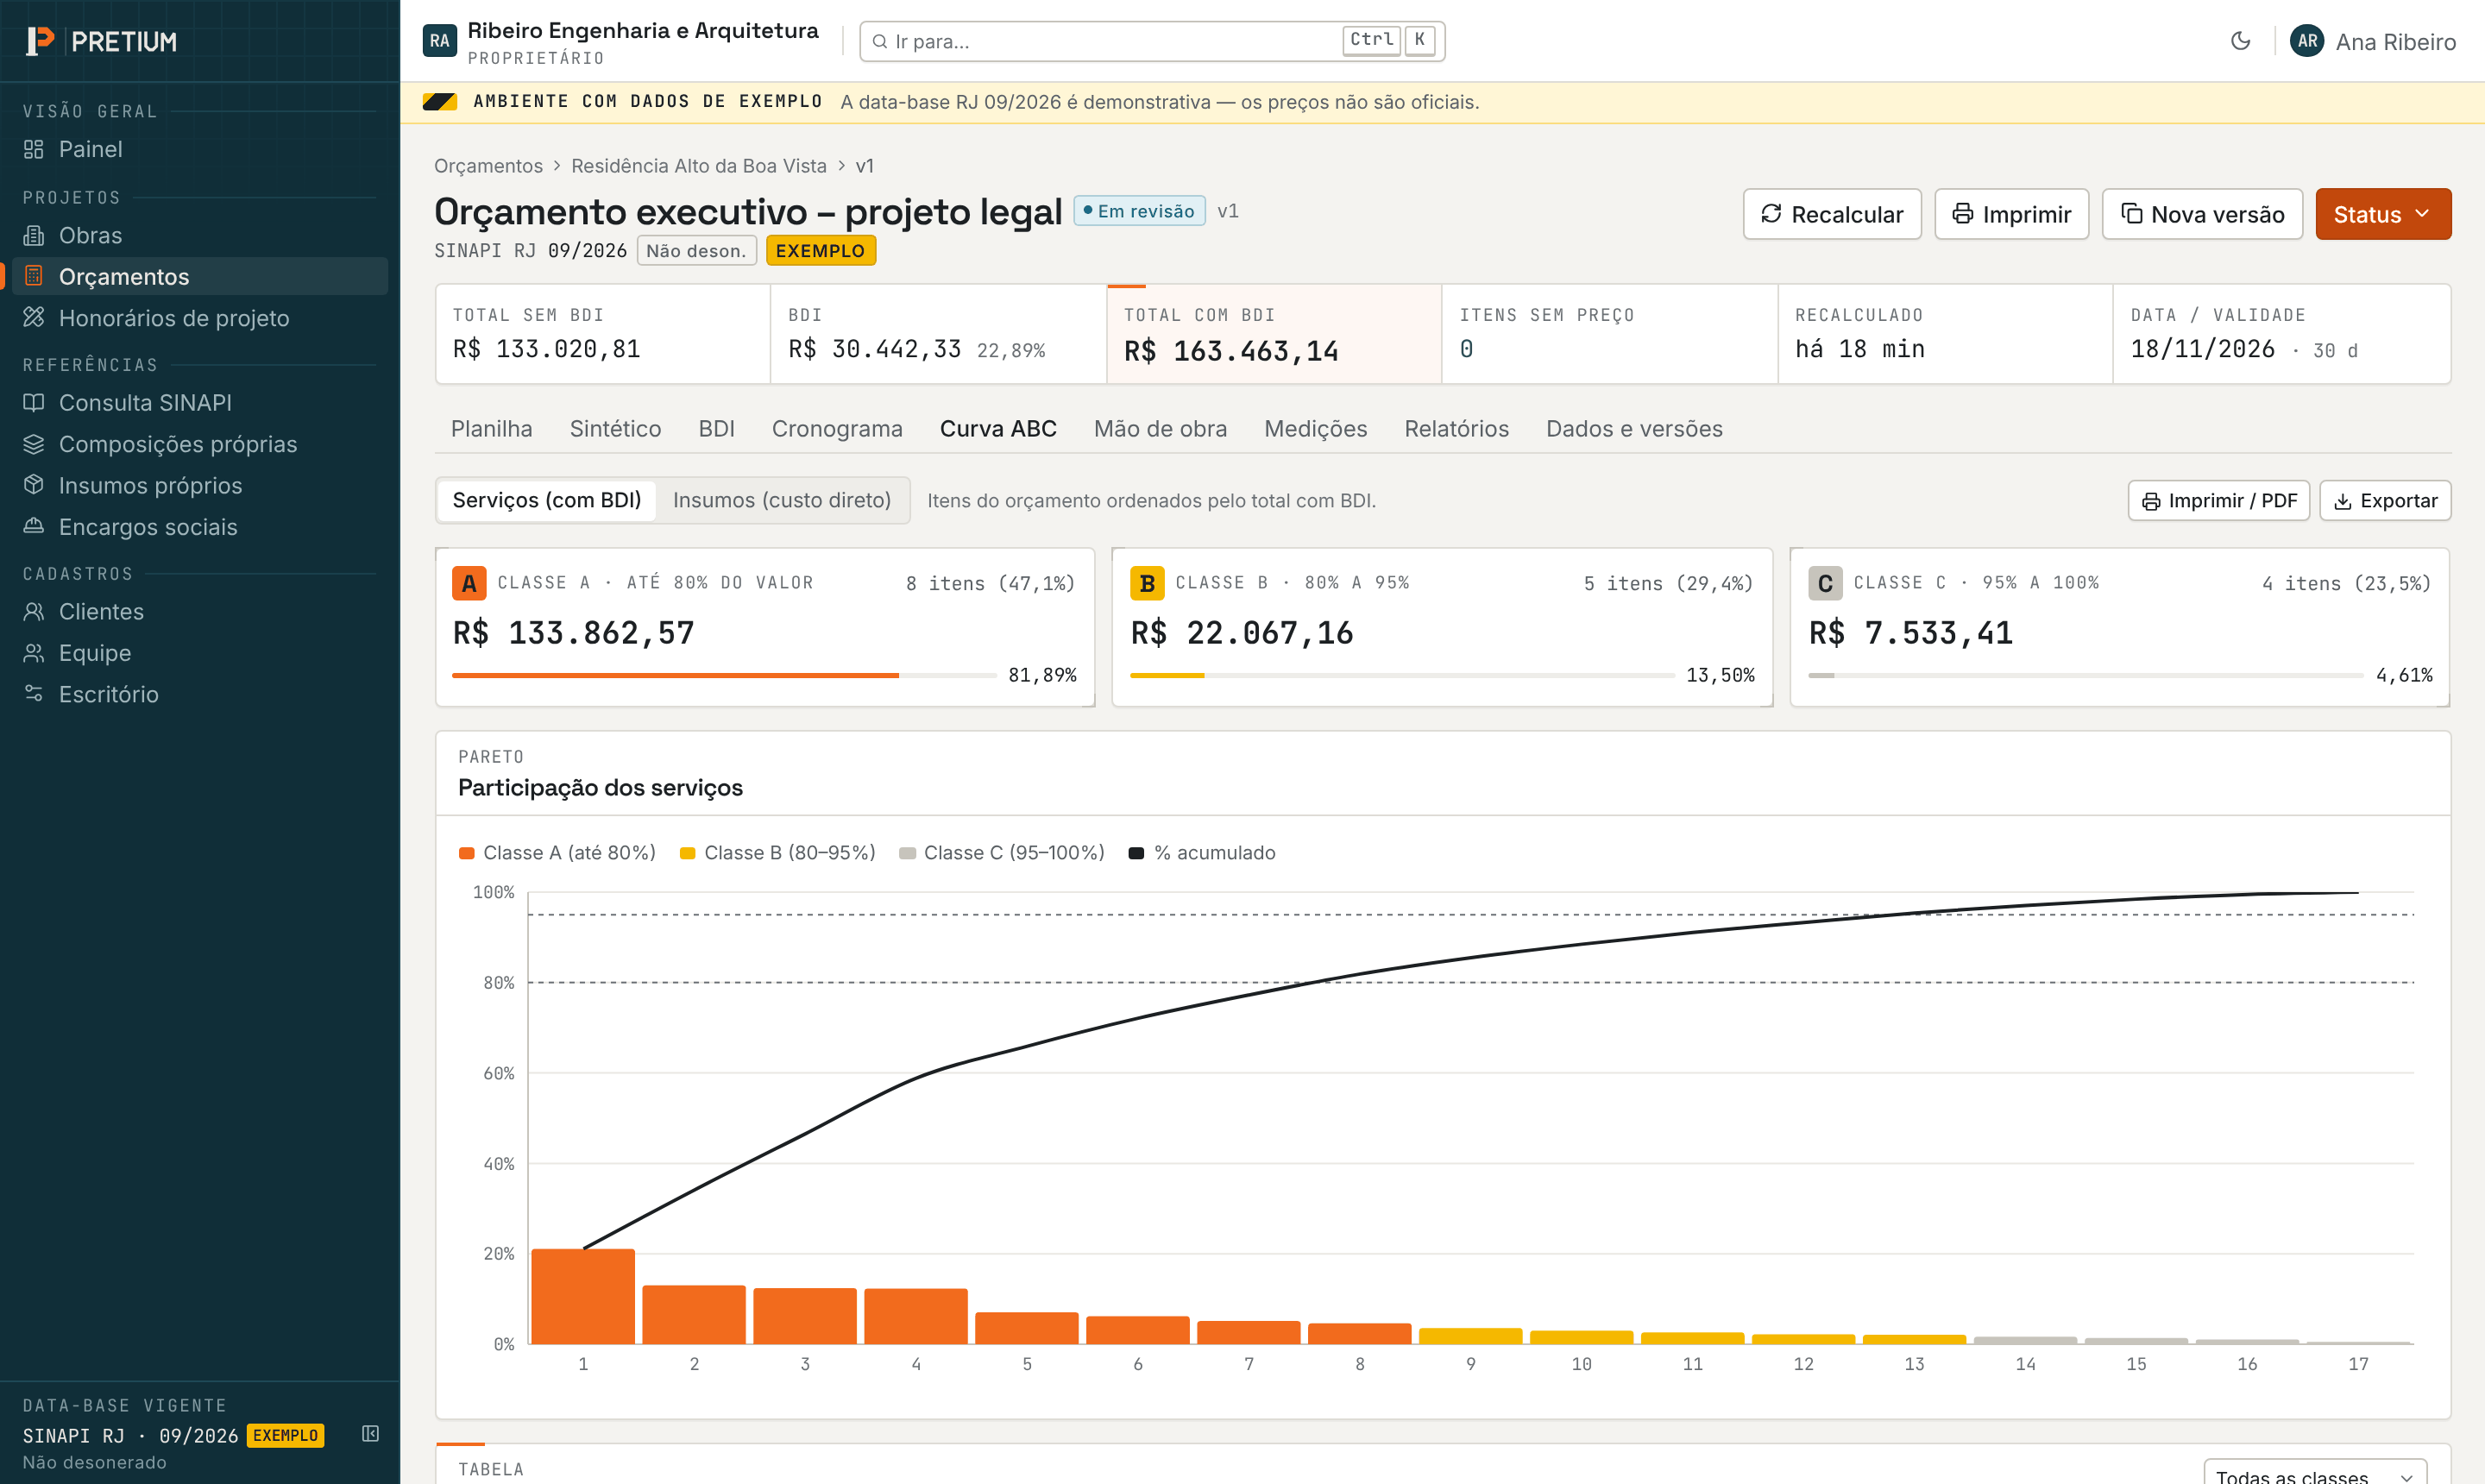 PRETIUM
VISÃO GERAL
Painel
PROJETOS
Obras
Orçamentos
Honorários de projeto
REFERÊNCIAS
Consulta SINAPI
Composições próprias
Insumos próprios
Encargos sociais
CADASTROS
Clientes
Equipe
Escritório
DATA-BASE VIGENTE
SINAPI RJ · 09/2026 EXEMPLO
Não desonerado
RA Ribeiro Engenharia e Arquitetura
PROPRIETÁRIO
Ir para... Ctrl K
AR Ana Ribeiro
AMBIENTE COM DADOS DE EXEMPLO A data-base RJ 09/2026 é demonstrativa — os preços não são oficiais.
Orçamentos > Residência Alto da Boa Vista > v1
Orçamento executivo – projeto legal Em revisão v1
SINAPI RJ 09/2026 Não deson. EXEMPLO
Recalcular Imprimir Nova versão Status
TOTAL SEM BDI
R$ 133.020,81
BDI
R$ 30.442,33 22,89%
TOTAL COM BDI
R$ 163.463,14
ITENS SEM PREÇO
0
RECALCULADO
há 18 min
DATA / VALIDADE
18/11/2026 · 30 d
Planilha Sintético BDI Cronograma Curva ABC Mão de obra Medições Relatórios Dados e versões
Serviços (com BDI) Insumos (custo direto) Itens do orçamento ordenados pelo total com BDI. Imprimir / PDF Exportar
A CLASSE A · ATÉ 80% DO VALOR 8 itens (47,1%)
R$ 133.862,57
81,89%
B CLASSE B · 80% A 95% 5 itens (29,4%)
R$ 22.067,16
13,50%
C CLASSE C · 95% A 100% 4 itens (23,5%)
R$ 7.533,41
4,61%
PARETO
Participação dos serviços
Classe A (até 80%) Classe B (80–95%) Classe C (95–100%) % acumulado
100%
80%
60%
40%
20%
0%
1 2 3 4 5 6 7 8 9 10 11 12 13 14 15 16 17
TABELA
Todas as classes